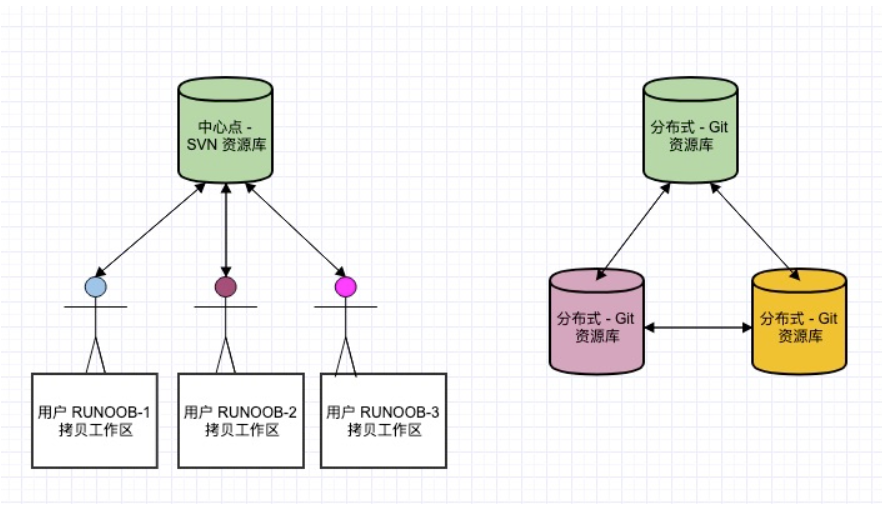 中心点 -
SVN 资源库
用户 RUNOOB-1
拷贝工作区
用户 RUNOOB-2
拷贝工作区
用户 RUNOOB-3
拷贝工作区
分布式 - Git
资源库
分布式 - Git
资源库
分布式 - Git
资源库